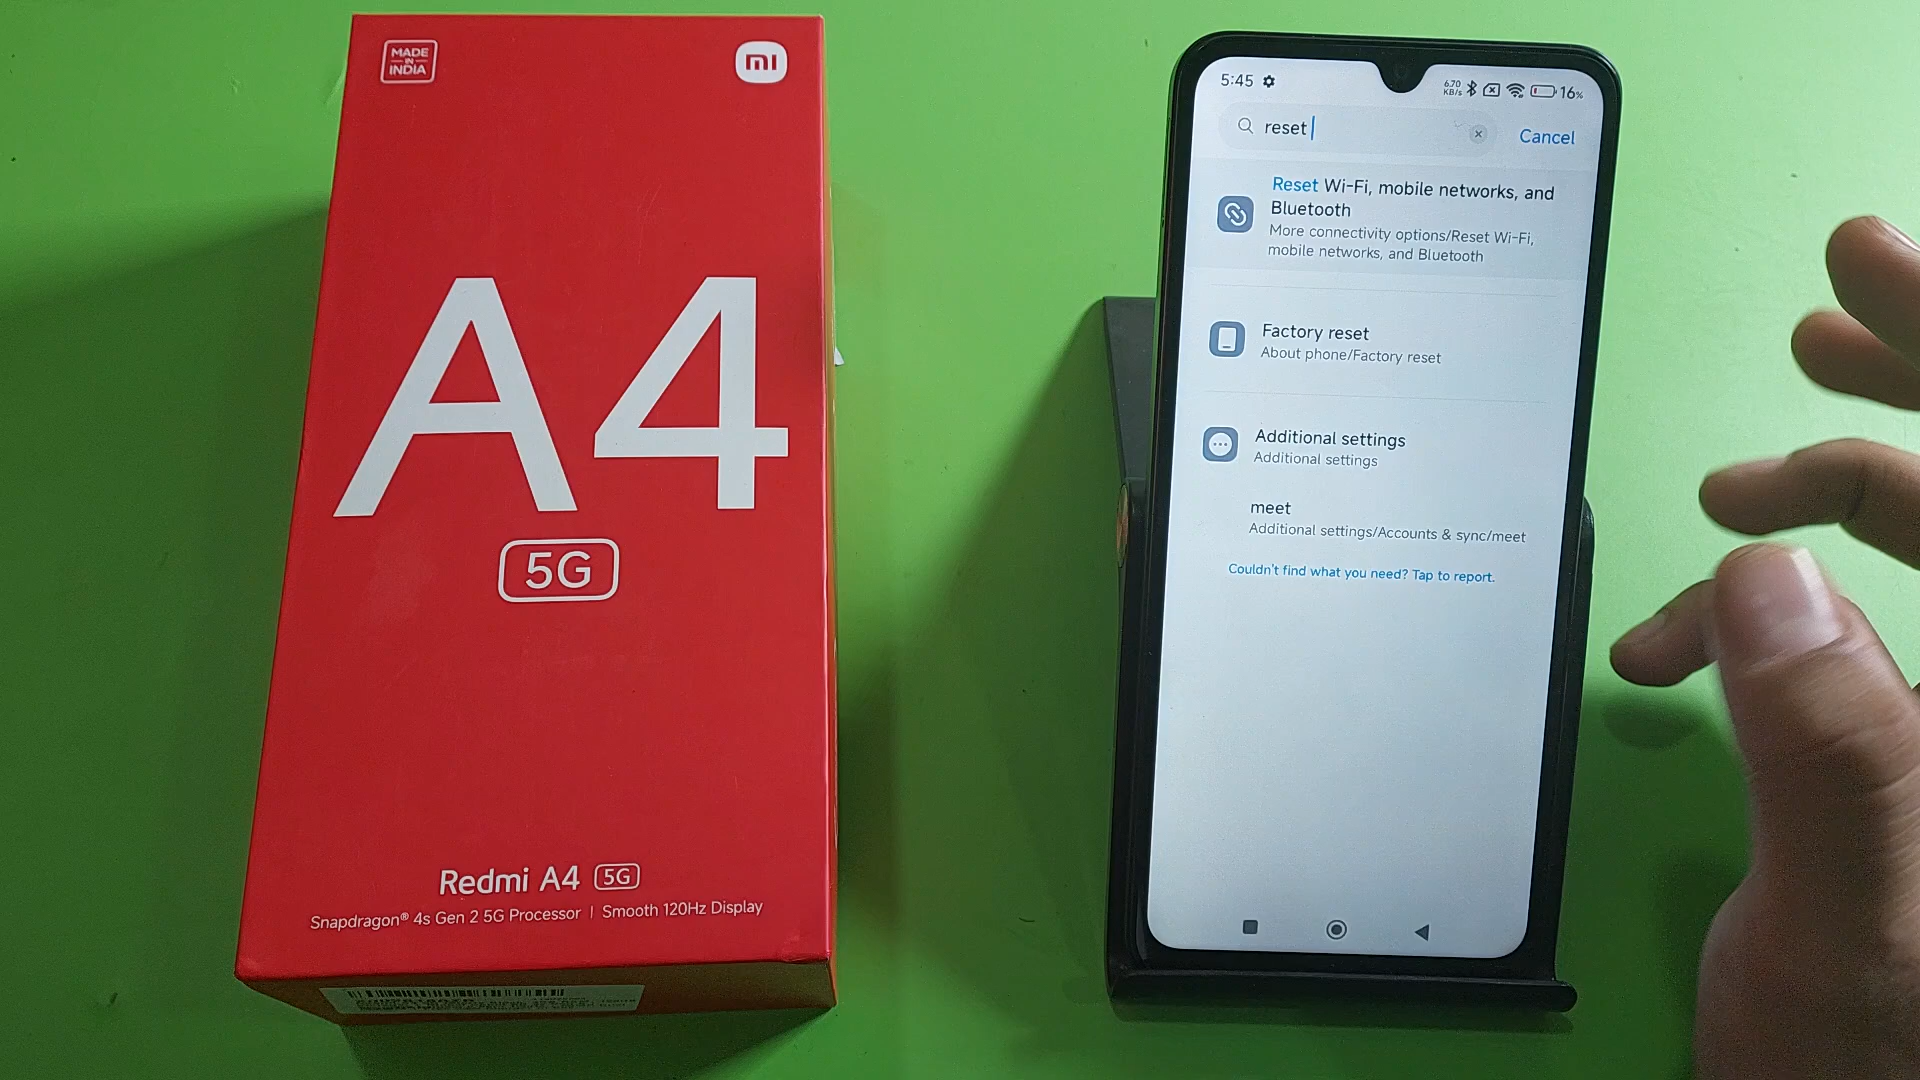 MADE
IN
INDIA
mi
A4
5G
Redmi A4 5G
Snapdragon® 4s Gen 2 5G Processor | Smooth 120Hz Display
5:45
6.70
KB/s
16%
reset
Cancel
Reset Wi-Fi, mobile networks, and
Bluetooth
More connectivity options/Reset Wi-Fi,
mobile networks, and Bluetooth
Factory reset
About phone/Factory reset
Additional settings
Additional settings
meet
Additional settings/Accounts & sync/meet
Couldn't find what you need? Tap to report.